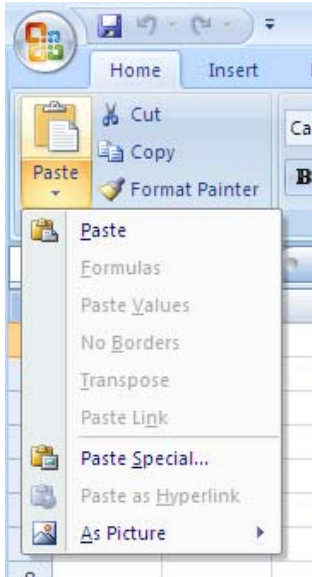 Home Insert
Cut
Ca
Copy
Paste
B
Format Painter
Paste
Formulas
Paste Values
No Borders
Transpose
Paste Link
Paste Special...
Paste as Hyperlink
As Picture